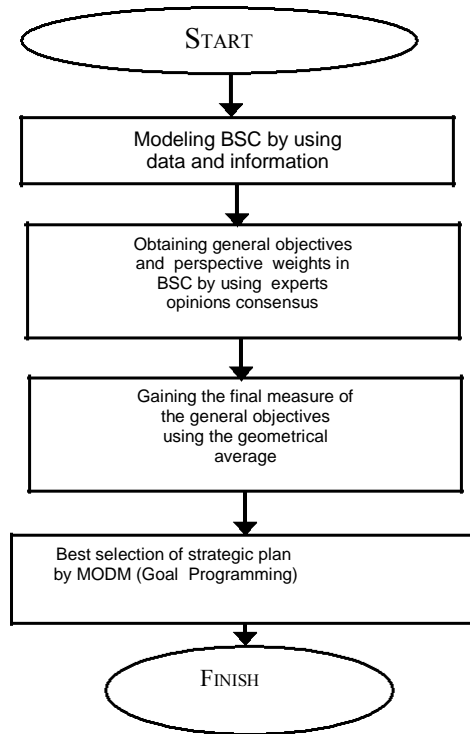 START
Modeling BSC by using
data and information
Obtaining general objectives
and perspective weights in
BSC by using experts
opinions consensus
Gaining the final measure of
the general objectives
using the geometrical
average
Best selection of strategic plan
by MODM (Goal Programming)
FINISH